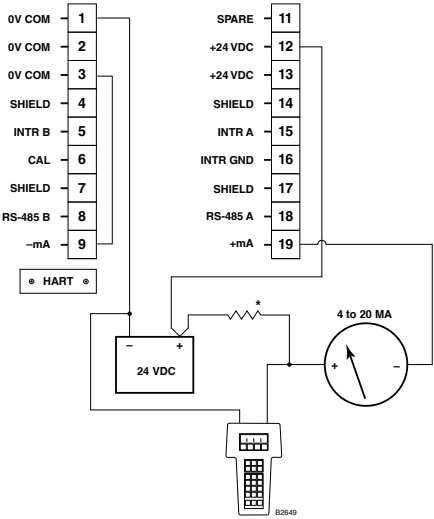 0V COM 1
0V COM 2
0V COM 3
SHIELD 4
INTR B 5
CAL 6
SHIELD 7
RS-485 B 8
–mA 9
HART
SPARE 11
+24 VDC 12
+24 VDC 13
SHIELD 14
INTR A 15
INTR GND 16
SHIELD 17
RS-485 A 18
+mA 19
*
4 to 20 MA
– +
24 VDC
+ –
B2649